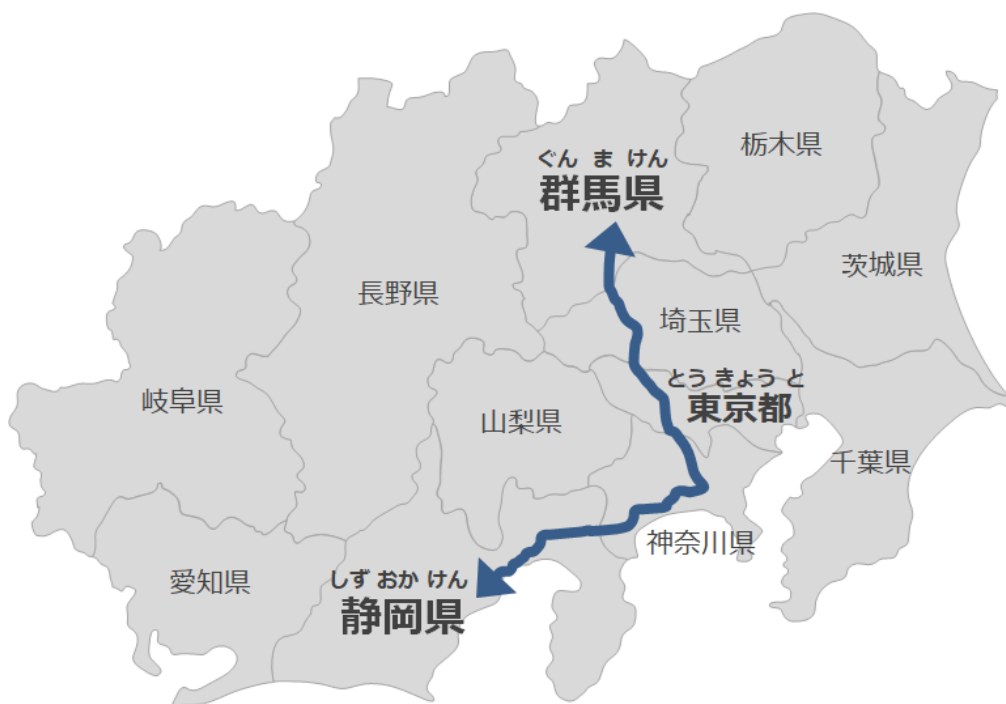 栃木県
ぐん ま けん
群馬県
茨城県
長野県
埼玉県
とう きょう と
東京都
岐阜県
山梨県
千葉県
神奈川県
愛知県
しず おか けん
静岡県